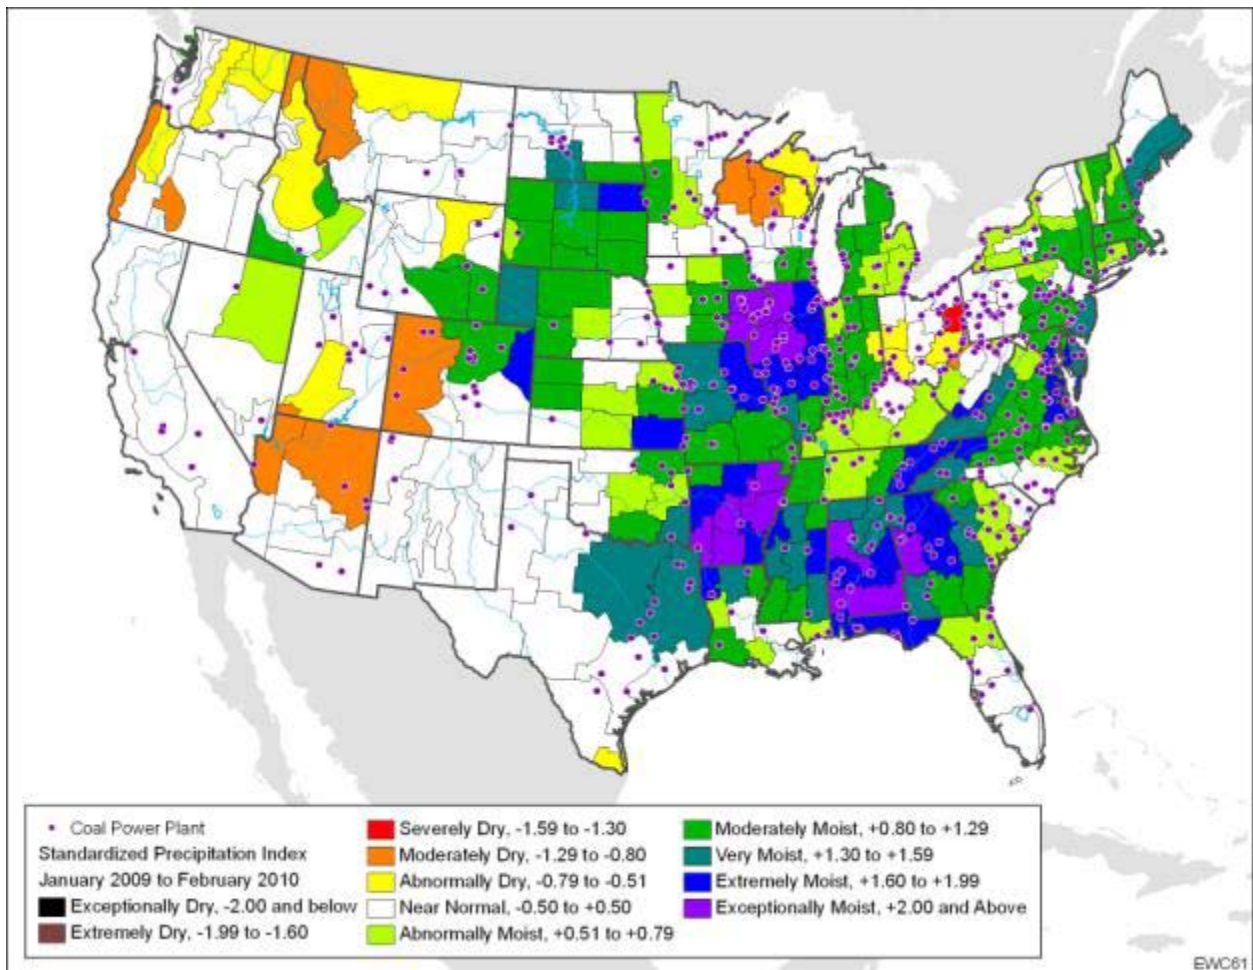 Coal Power Plant
Standardized Precipitation Index
January 2009 to February 2010
Exceptionally Dry, -2.00 and below
Extremely Dry, -1.99 to -1.60
Severely Dry, -1.59 to -1.30
Moderately Dry, -1.29 to -0.80
Abnormally Dry, -0.79 to -0.51
Near Normal, -0.50 to +0.50
Abnormally Moist, +0.51 to +0.79
Moderately Moist, +0.80 to +1.29
Very Moist, +1.30 to +1.59
Extremely Moist, +1.60 to +1.99
Exceptionally Moist, +2.00 and Above
EWC61